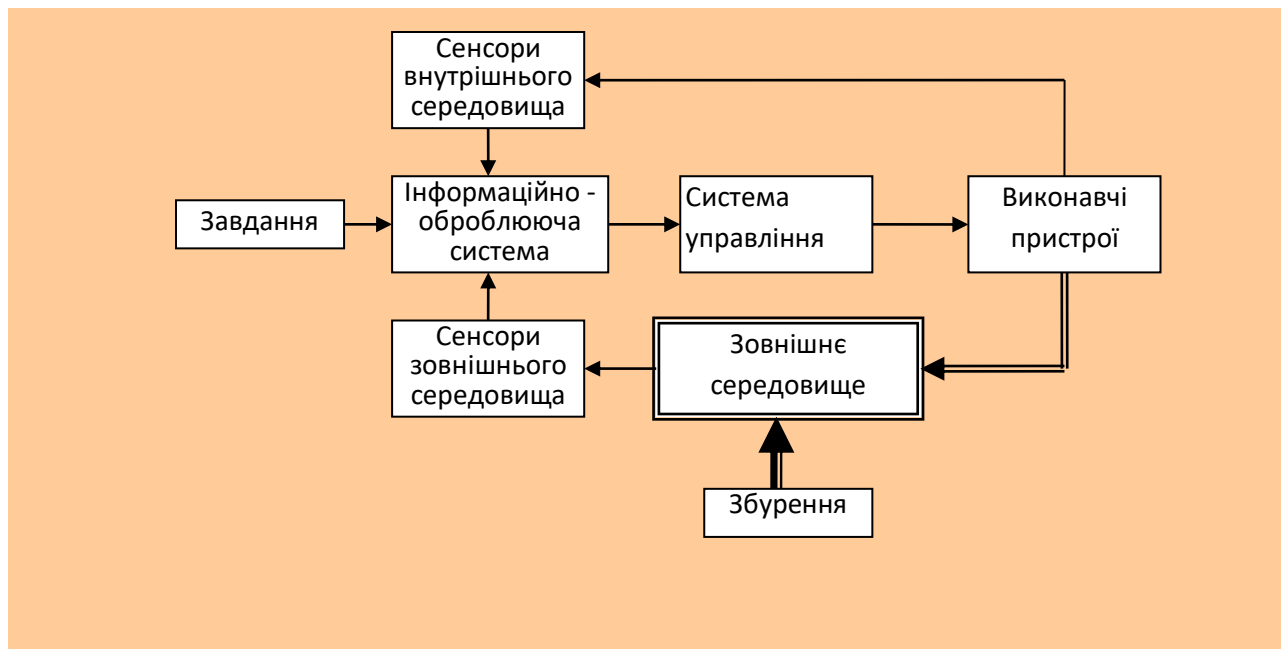 Сенсори
внутрішнього
середовища
Завдання
Інформаційно -
оброблююча
система
Система
управління
Виконавчі
пристрої
Сенсори
зовнішнього
середовища
Зовнішнє
середовище
Збурення